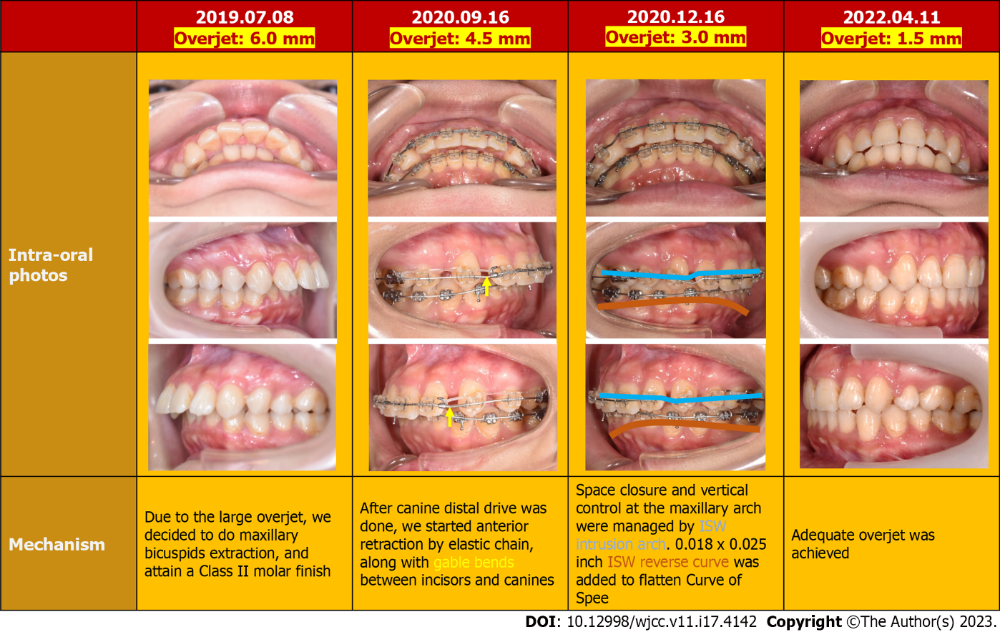 2019.07.08
Overjet: 6.0 mm
2020.09.16
Overjet: 4.5 mm
2020.12.16
Overjet: 3.0 mm
2022.04.11
Overjet: 1.5 mm
Intra-oral
photos
Mechanism
Due to the large overjet, we
decided to do maxillary
bicuspids extraction, and
attain a Class II molar finish
After canine distal drive was
done, we started anterior
retraction by elastic chain,
along with gable bends
between incisors and canines
Space closure and vertical
control at the maxillary arch
were managed by ISW
intrusion arch. 0.018 x 0.025
inch ISW reverse curve was
added to flatten Curve of
Spee
Adequate overjet was
achieved
DOI: 10.12998/wjcc.v11.i17.4142 Copyright ©The Author(s) 2023.